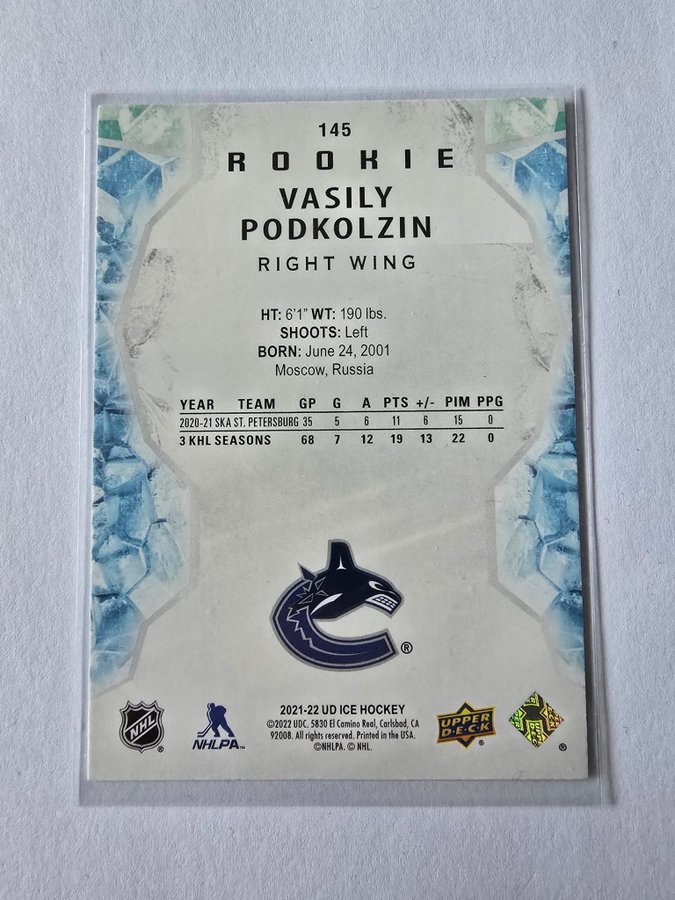 145
ROOKIE
VASILY
PODKOLZIN
RIGHT WING
HT: 6'1" WT: 190 lbs.
SHOOTS: Left
BORN: June 24, 2001
Moscow, Russia
YEAR TEAM GP G A PTS +/- PIM PPG
2020-21 SKA ST. PETERSBURG 35 5 6 11 6 15 0
3 KHL SEASONS 68 7 12 19 13 22 0
®
2021-22 UD ICE HOCKEY
©2022 UDC. 5830 El Camino Real, Carlsbad, CA
92008. All rights reserved. Printed in the USA.
©NHLPA. © NHL.
NHL ®
NHLPA™
UPPER DECK ®
®